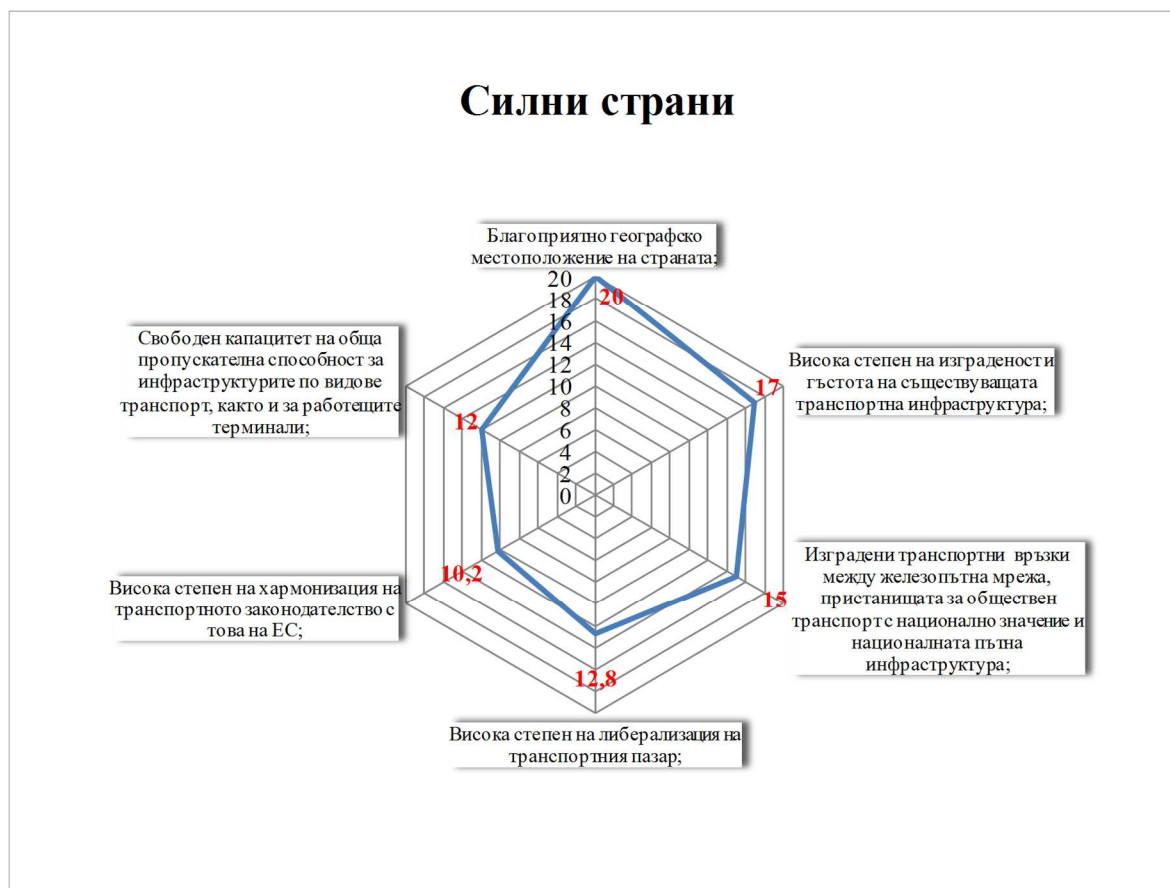 Силни страни
Благоприятно географско
местоположение на страната;
20
18
16
14
12
10
8
6
4
2
0
20
Висока степен на изграденост и
гъстота на съществуващата
транспортна инфраструктура;
17
Изградени транспортни връзки
между железопътна мрежа,
пристанищата за обществен
транспорт с национално значение и
националната пътна
инфраструктура;
15
Висока степен на либерализация на
транспортния пазар;
12,8
Висока степен на хармонизация на
транспортното законодателство с
това на ЕС;
10,2
Свободен капацитет на обща
пропускателна способност за
инфраструктурите по видове
транспорт, както и за работещите
терминали;
12